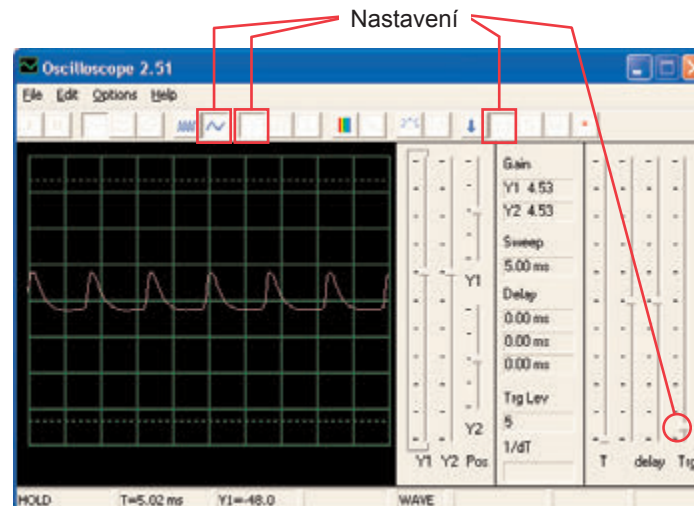 Nastavení
Oscilloscope 2.51
File Edit Options Help
Gain
Y1 4.53
Y2 4.53
Sweep
5.00 ms
Delay
0.00 ms
0.00 ms
0.00 ms
Trg Lev
5
1/dT
Y1
Y2
Y1 Y2 Pos
T delay Trg
HOLD T=5.02 ms Y1=-48.0 WAVE